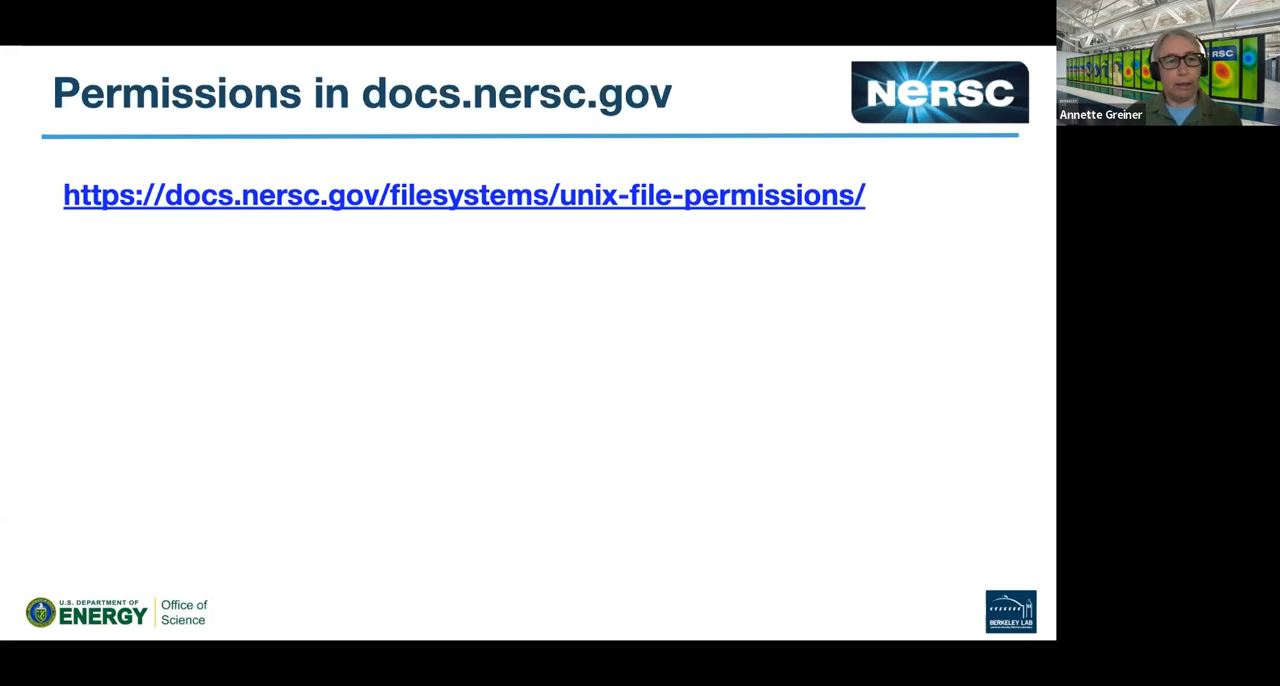 Permissions in docs.nersc.gov
NERSC
https://docs.nersc.gov/filesystems/unix-file-permissions/
Annette Greiner
U.S. DEPARTMENT OF
ENERGY
Office of
Science
BERKELEY LAB